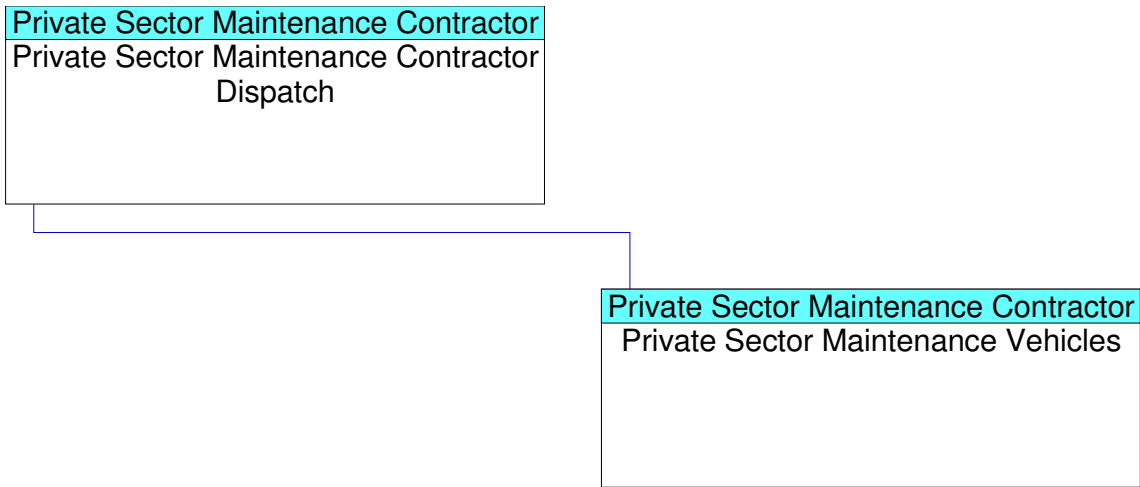 Private Sector Maintenance Contractor
Private Sector Maintenance Contractor
Dispatch
Private Sector Maintenance Contractor
Private Sector Maintenance Vehicles